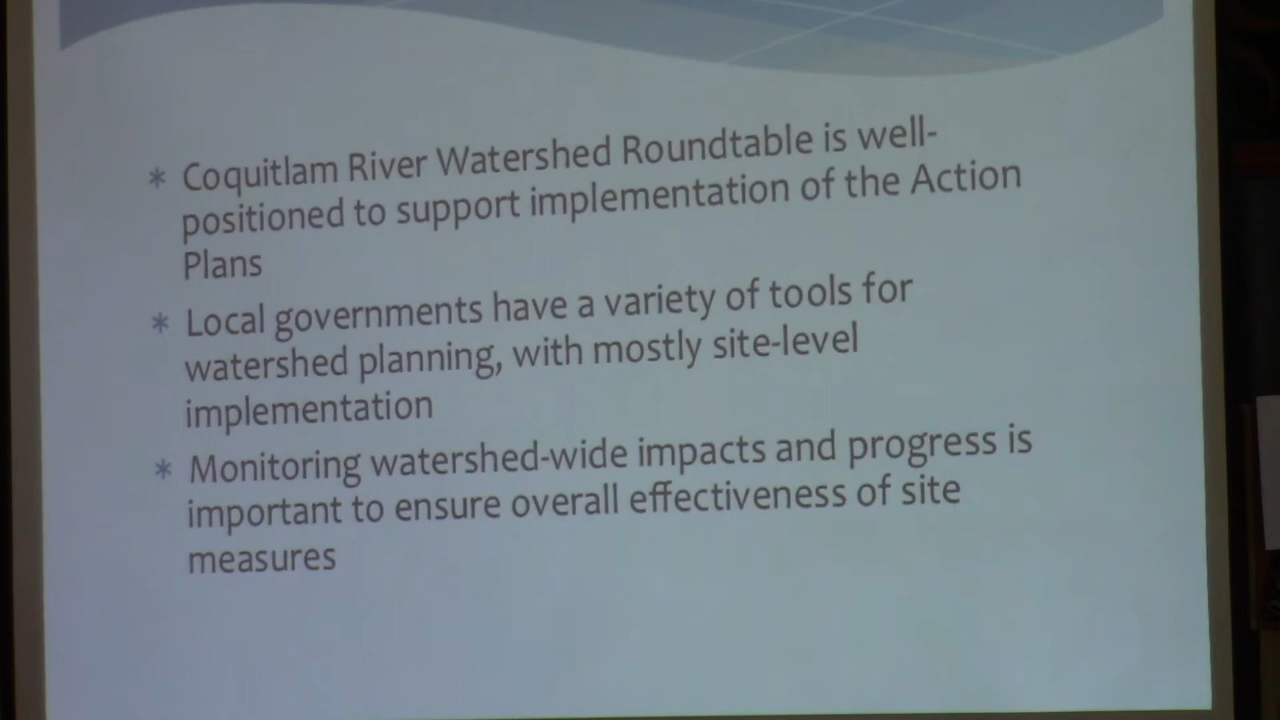 * Coquitlam River Watershed Roundtable is well-
positioned to support implementation of the Action
Plans
* Local governments have a variety of tools for
watershed planning, with mostly site-level
implementation
* Monitoring watershed-wide impacts and progress is
important to ensure overall effectiveness of site
measures